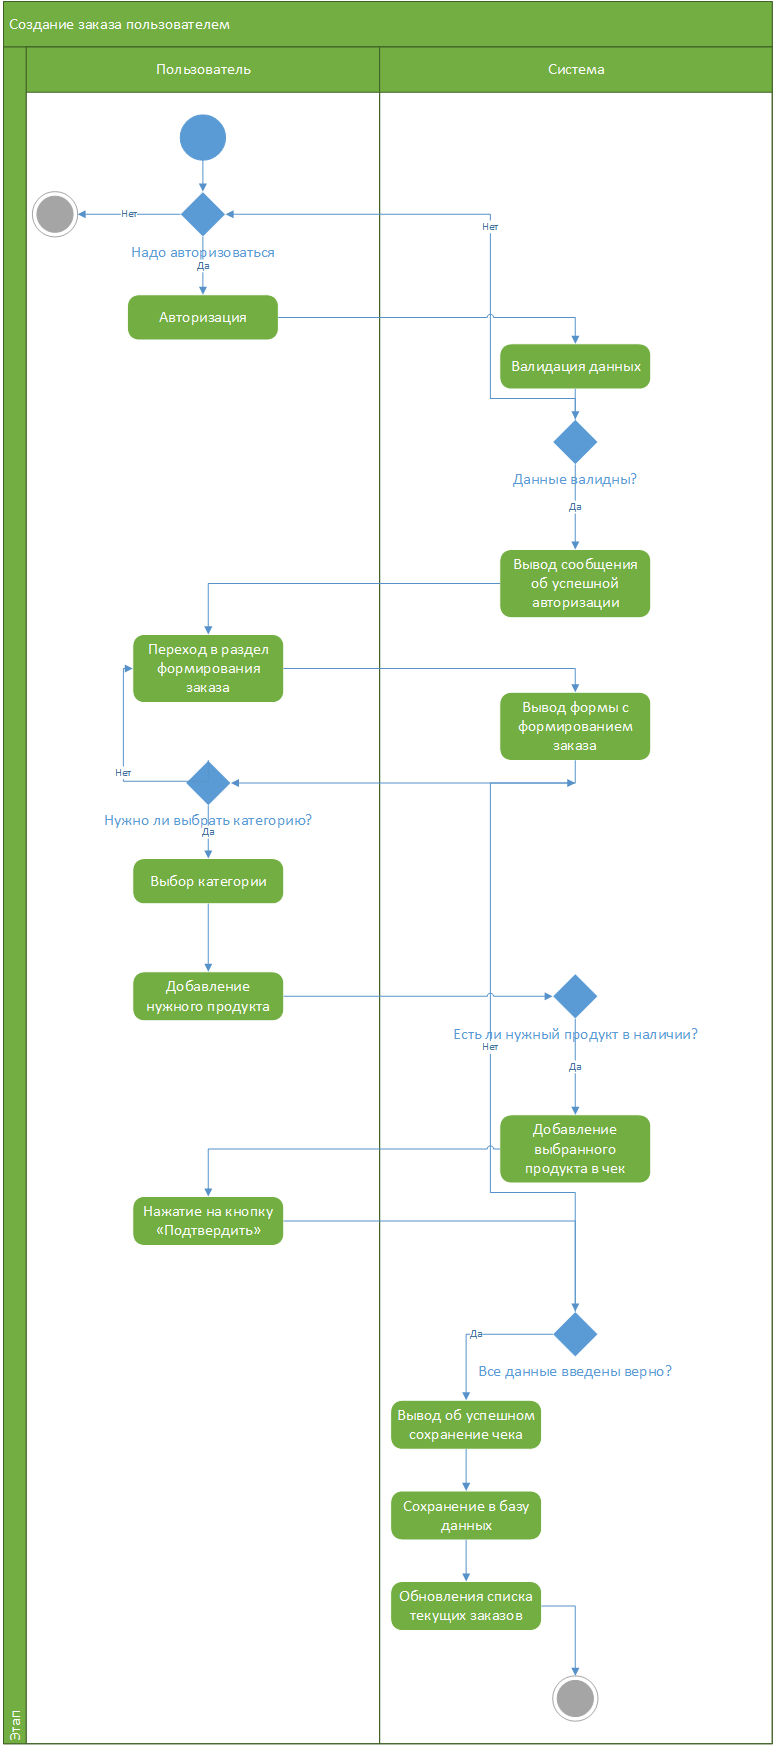 Создание заказа пользователем
Пользователь
Система
Нет
Нет
Надо авторизоваться
Да
Авторизация
Валидация данных
Данные валидны?
Да
Вывод сообщения
об успешной
авторизации
Переход в раздел
формирования
заказа
Вывод формы с
формированием
заказа
Нет
Нужно ли выбрать категорию?
Да
Выбор категории
Добавление
нужного продукта
Есть ли нужный продукт в наличии?
Нет
Да
Добавление
выбранного
продукта в чек
Нажатие на кнопку
«Подтвердить»
Да
Все данные введены верно?
Вывод об успешном
сохранение чека
Сохранение в базу
данных
Обновления списка
текущих заказов
Этап